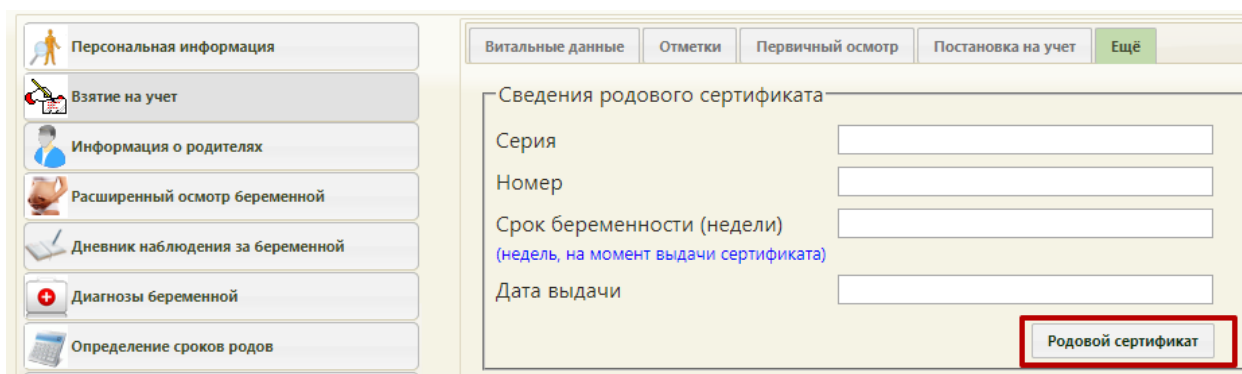 Персональная информация
Взятие на учет
Информация о родителях
Расширенный осмотр беременной
Дневник наблюдения за беременной
Диагнозы беременной
Определение сроков родов
Витальные данные Отметки Первичный осмотр Постановка на учет Ещё
Сведения родового сертификата
Серия
Номер
Срок беременности (недели)
(недель, на момент выдачи сертификата)
Дата выдачи
Родовой сертификат